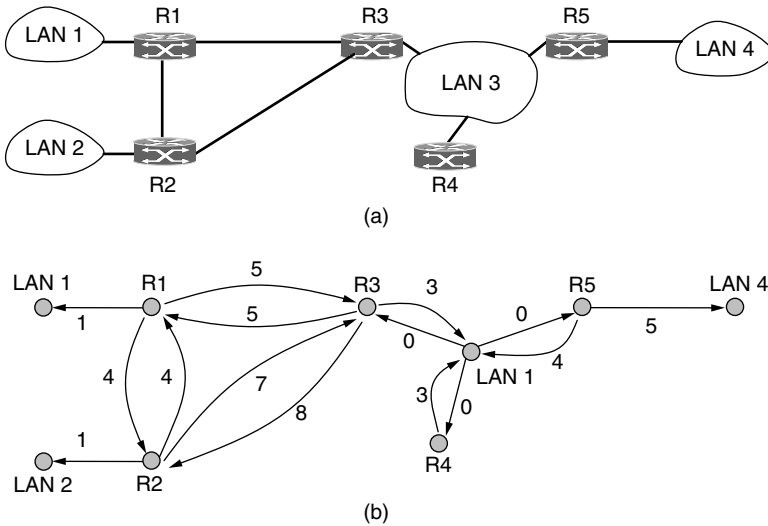 R1
R3
R5
LAN 1
LAN 4
LAN 3
LAN 2
R2
R4
(a)
LAN 1
R1
5
R3
3
R5
LAN 4
1
5
0
0
5
4
4
4
7
LAN 1
8
3
0
1
LAN 2
R2
R4
(b)